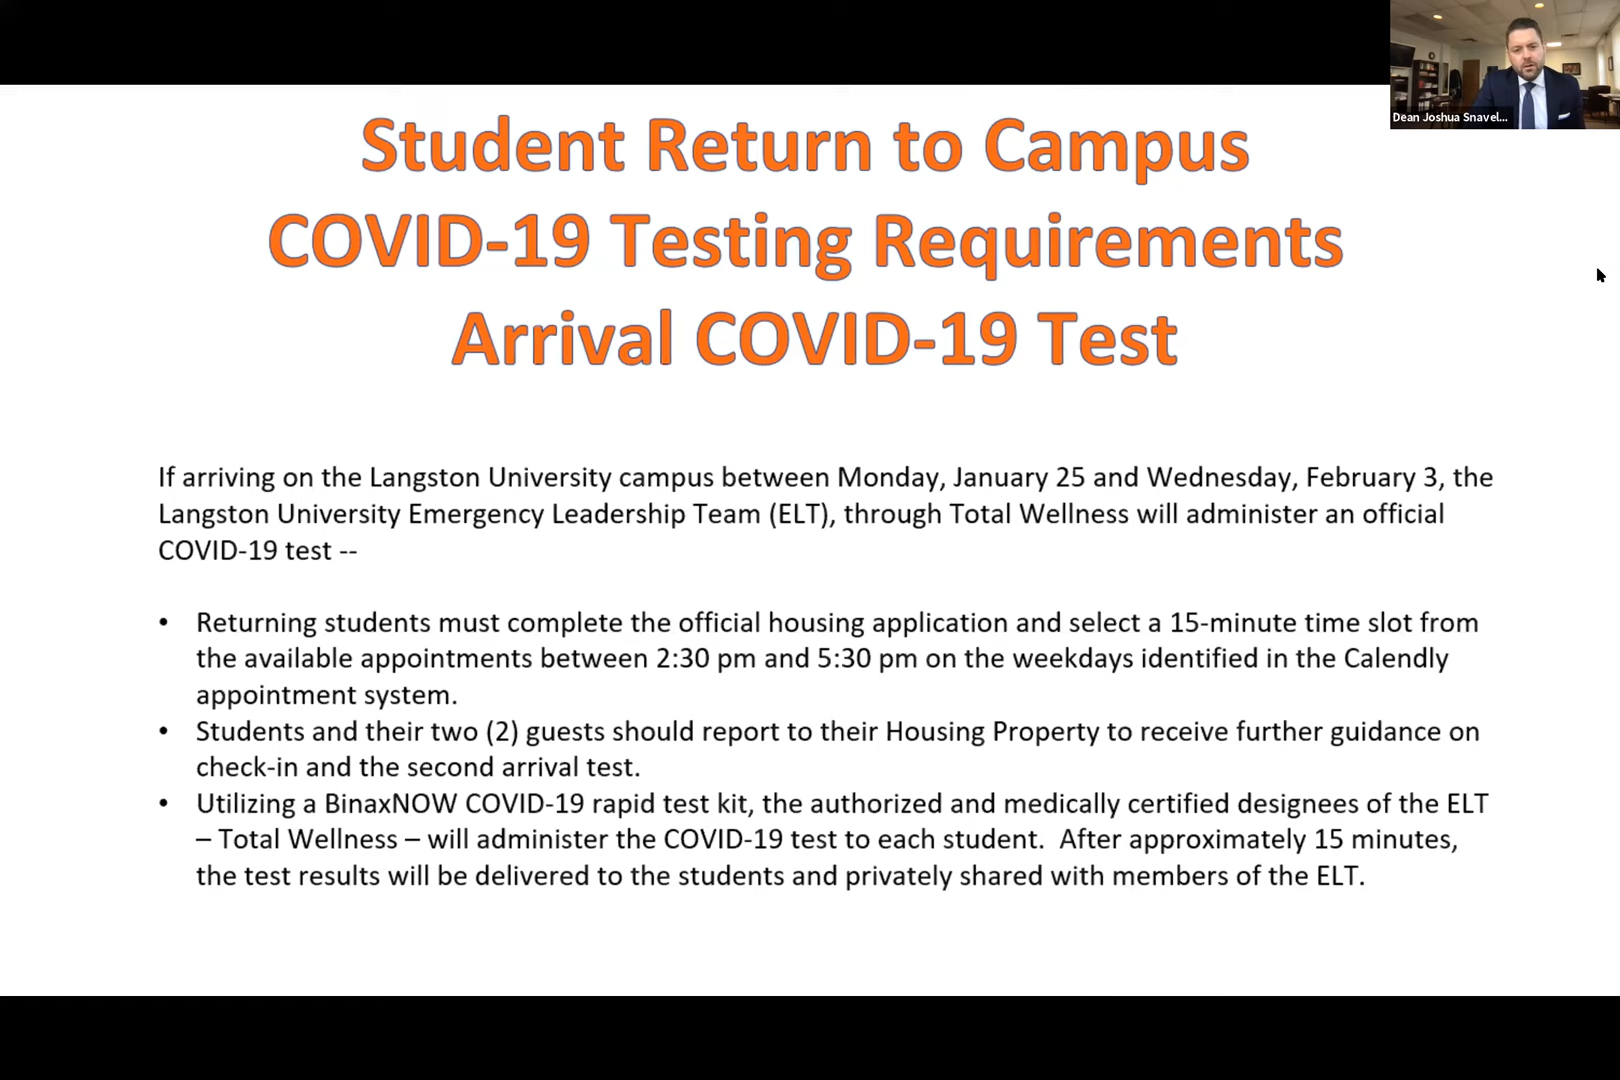 Dean Joshua Snavel...
Student Return to Campus
COVID-19 Testing Requirements
Arrival COVID-19 Test
If arriving on the Langston University campus between Monday, January 25 and Wednesday, February 3, the
Langston University Emergency Leadership Team (ELT), through Total Wellness will administer an official
COVID-19 test --
• Returning students must complete the official housing application and select a 15-minute time slot from
the available appointments between 2:30 pm and 5:30 pm on the weekdays identified in the Calendly
appointment system.
• Students and their two (2) guests should report to their Housing Property to receive further guidance on
check-in and the second arrival test.
• Utilizing a BinaxNOW COVID-19 rapid test kit, the authorized and medically certified designees of the ELT
– Total Wellness – will administer the COVID-19 test to each student.  After approximately 15 minutes,
the test results will be delivered to the students and privately shared with members of the ELT.